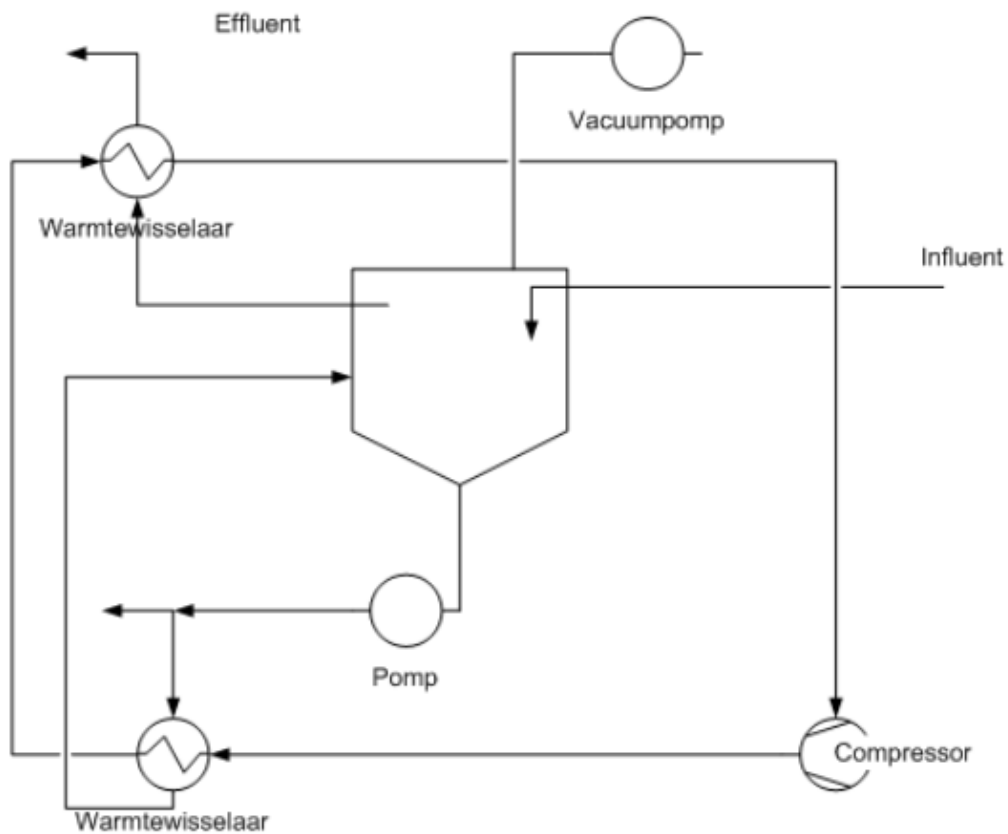 Effluent
Vacuumpomp
Warmtewisselaar
Influent
Pomp
Compressor
Warmtewisselaar